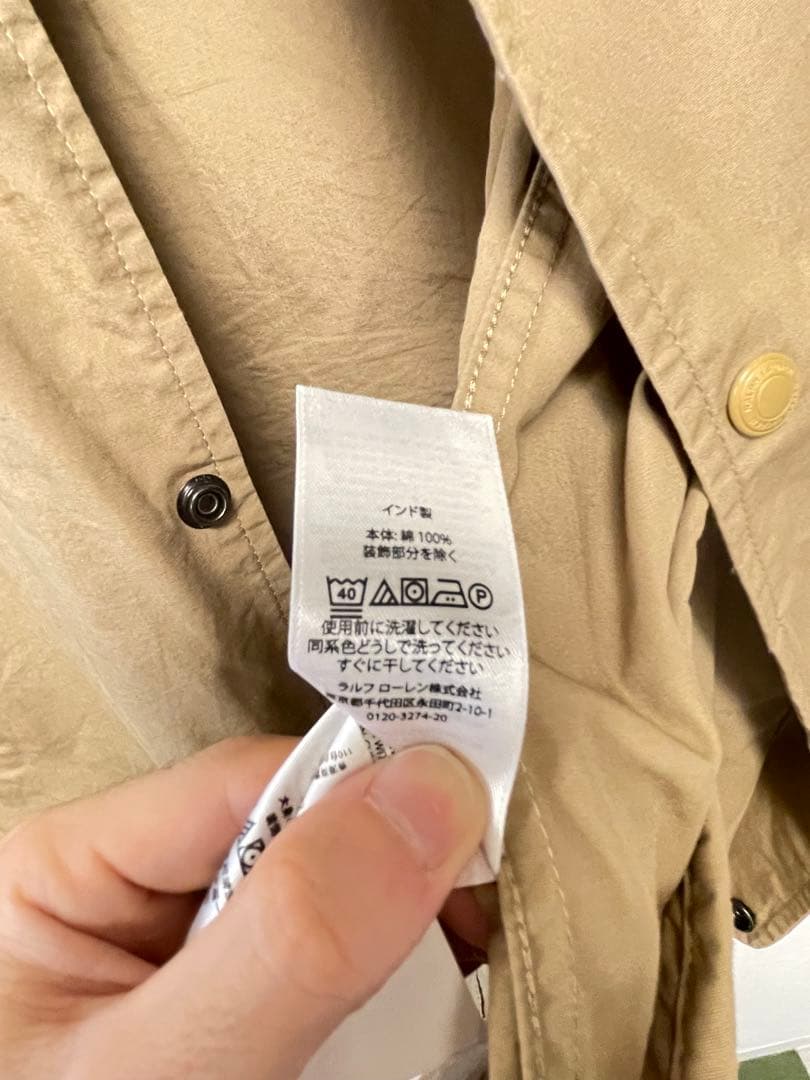 インド製
本体: 綿 100%
装飾部分を除く
40 P
使用前に洗濯してください
同系色どうしで洗ってください
すぐに干してください
ラルフ ローレン株式会社
東京都千代田区永田町2-10-1
0120-3274-20